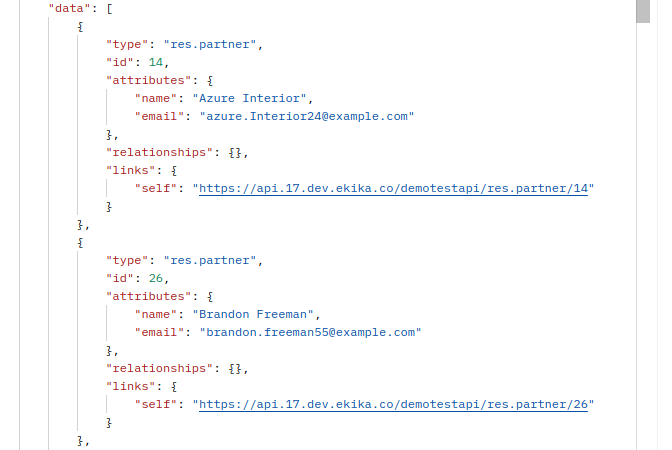 "data": [
{
"type": "res.partner",
"id": 14,
"attributes": {
"name": "Azure Interior",
"email": "azure.Interior24@example.com"
},
"relationships": {},
"links": {
"self": "https://api.17.dev.ekika.co/demotestapi/res.partner/14"
}
},
{
"type": "res.partner",
"id": 26,
"attributes": {
"name": "Brandon Freeman",
"email": "brandon.freeman55@example.com"
},
"relationships": {},
"links": {
"self": "https://api.17.dev.ekika.co/demotestapi/res.partner/26"
}
},